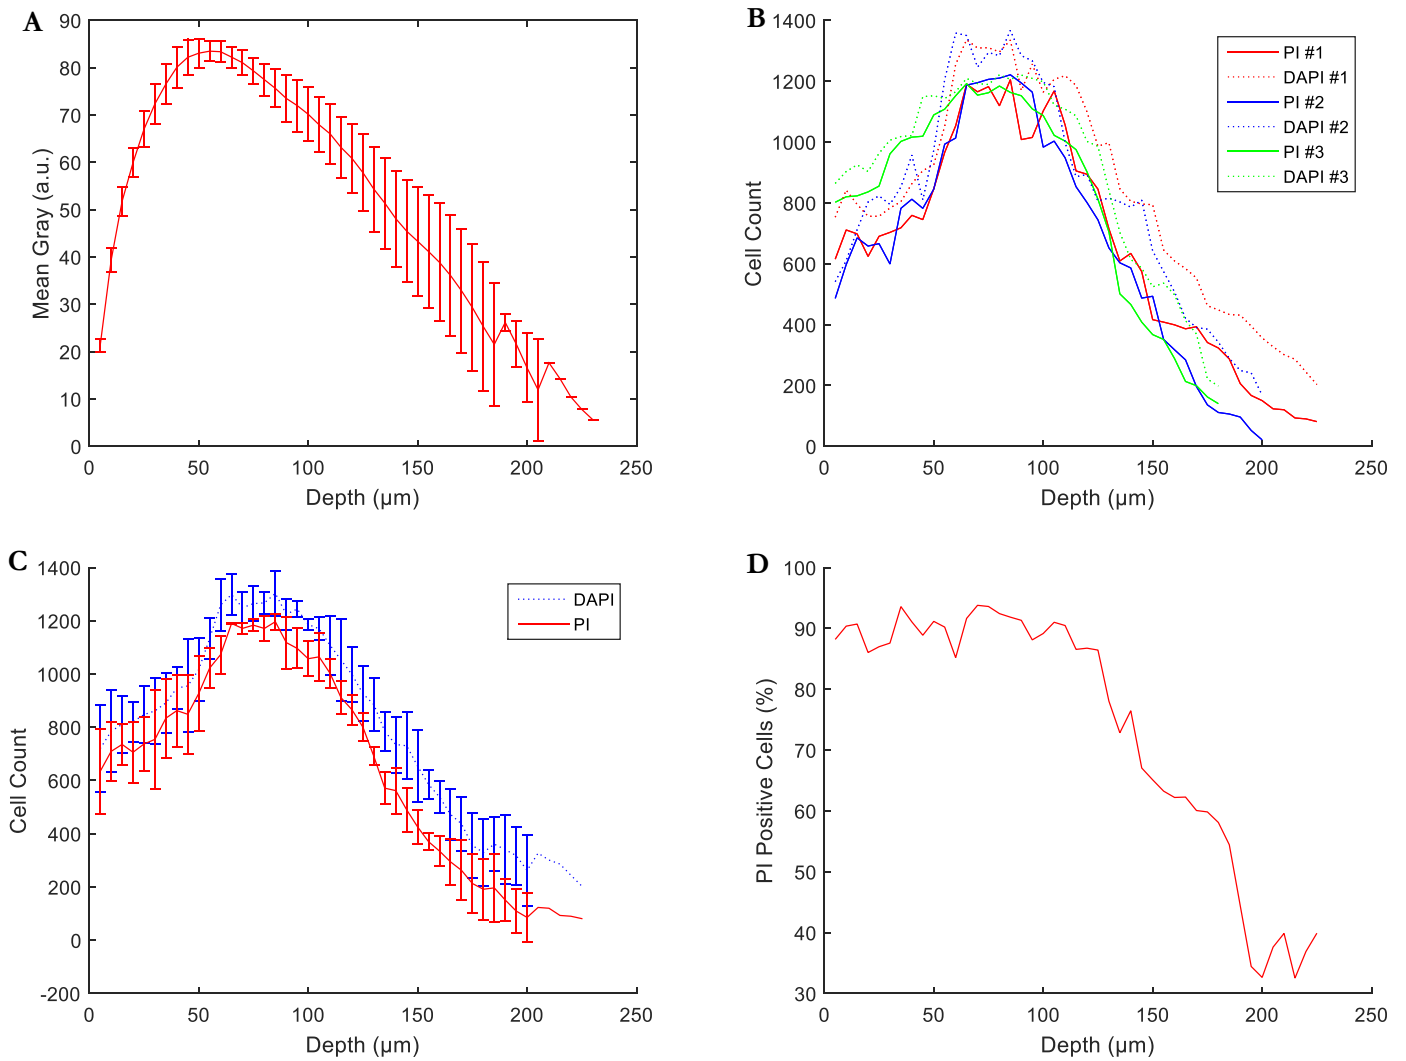 A
90
80
70
60
50
40
30
20
10
0
Mean Gray (a.u.)
0 50 100 150 200 250
Depth (µm)
B
1400
1200
1000
800
600
400
200
0
Cell Count
PI #1
DAPI #1
PI #2
DAPI #2
PI #3
DAPI #3
0 50 100 150 200 250
Depth (µm)
C
1400
1200
1000
800
600
400
200
0
-200
Cell Count
DAPI
PI
0 50 100 150 200 250
Depth (µm)
D
100
90
80
70
60
50
40
30
PI Positive Cells (%)
0 50 100 150 200 250
Depth (µm)